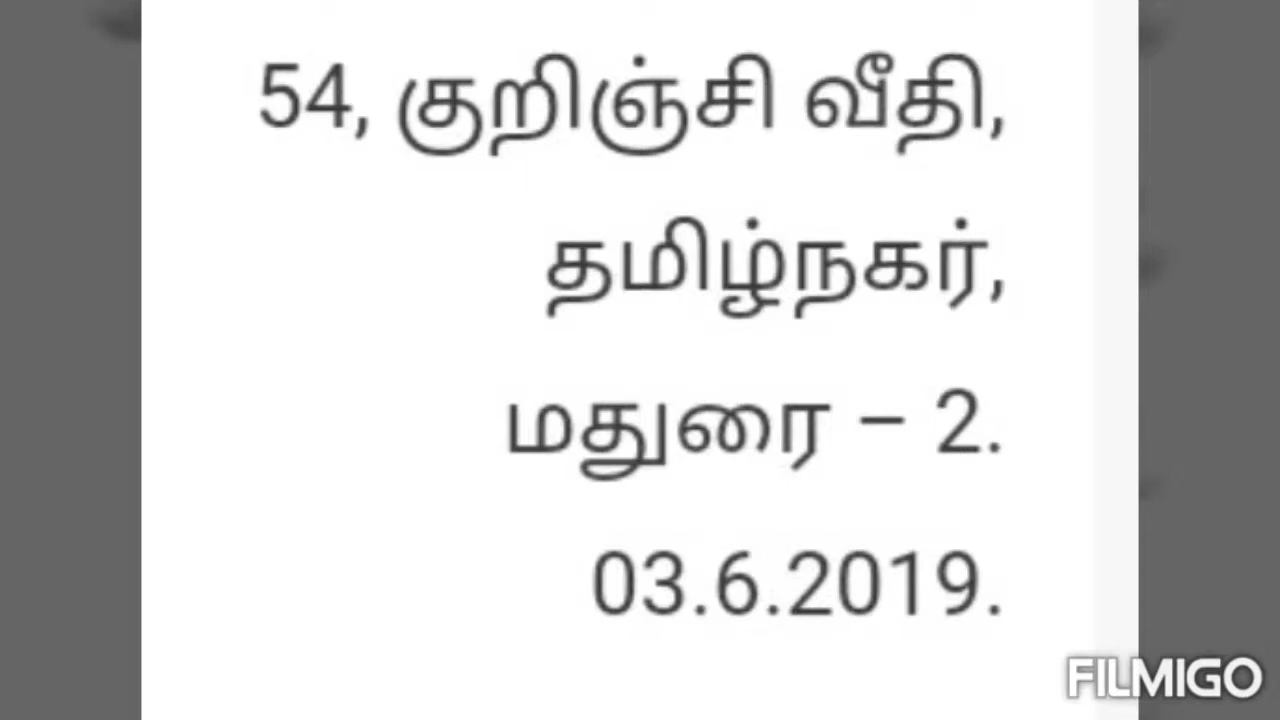 54, குறிஞ்சி வீதி,
தமிழ்நகர்,
மதுரை – 2.
03.6.2019.
FILMIGO